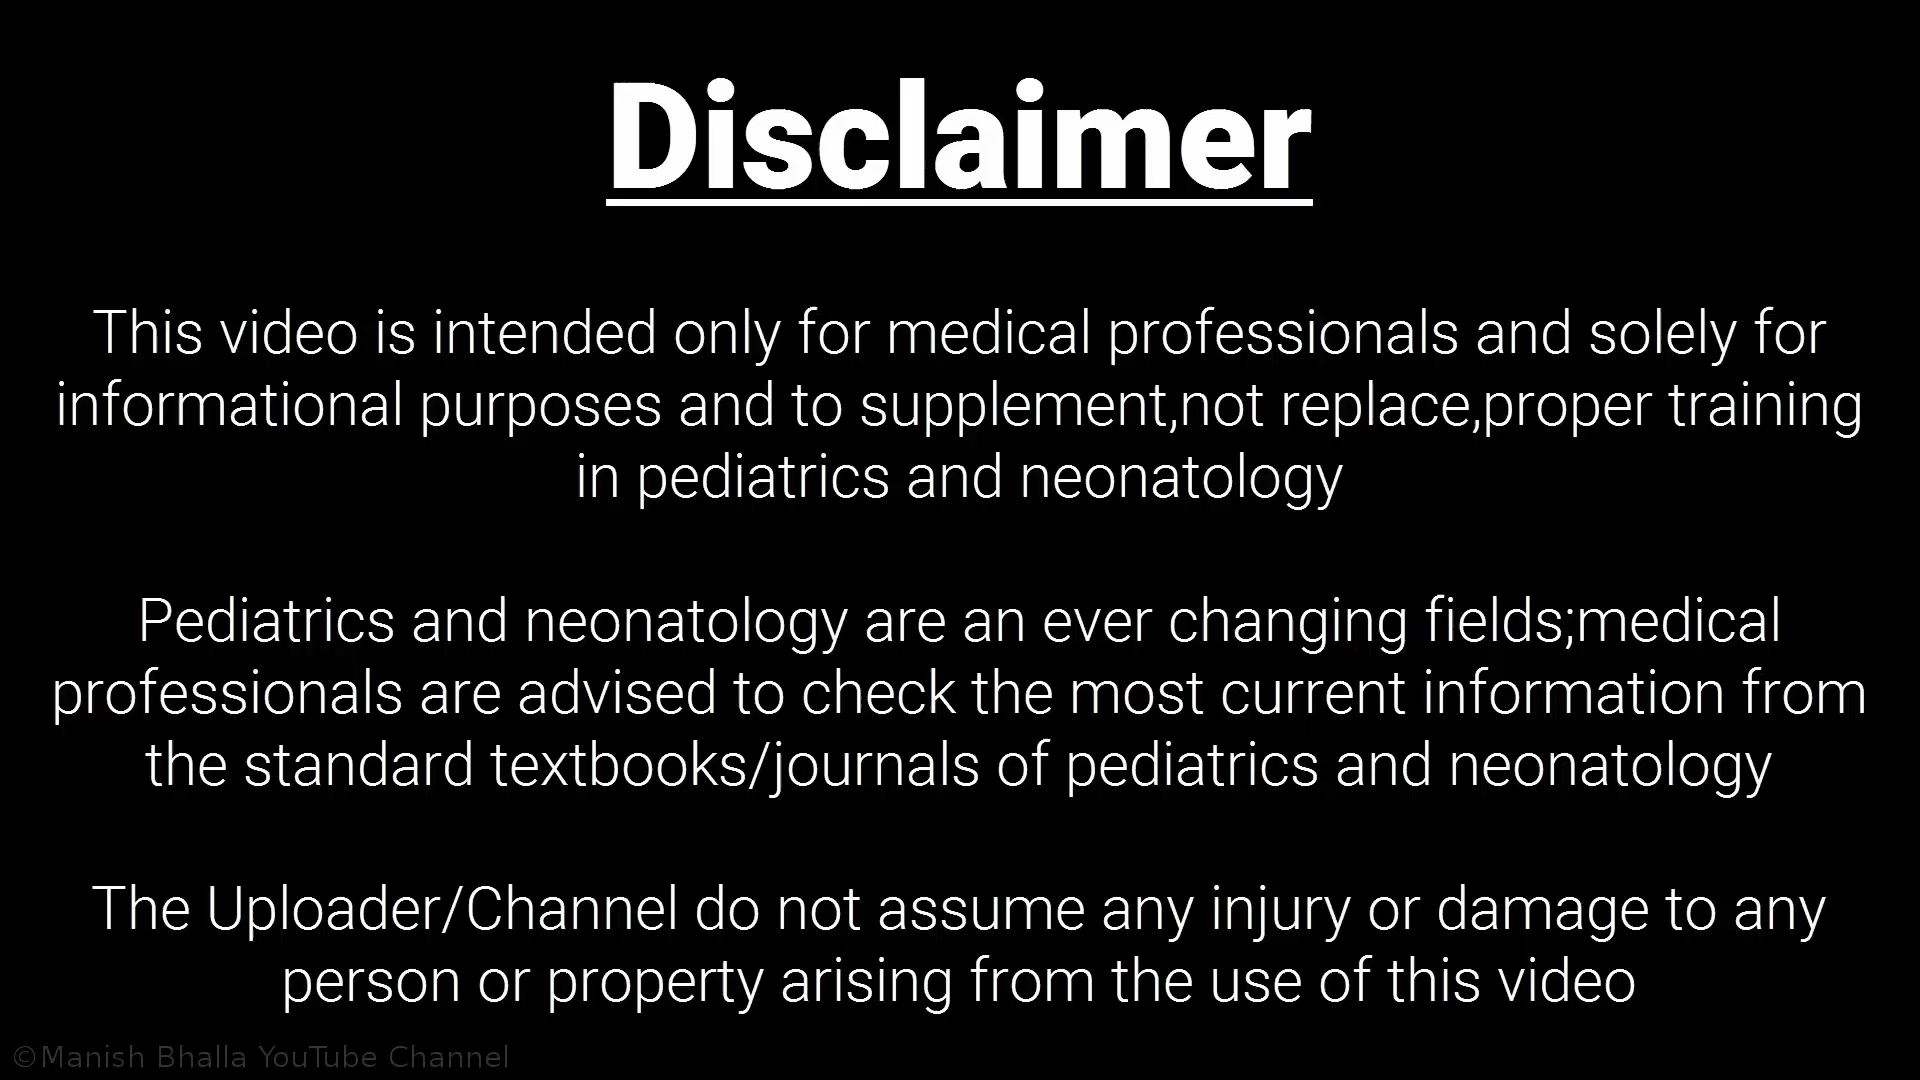 Disclaimer
This video is intended only for medical professionals and solely for
informational purposes and to supplement,not replace,proper training
in pediatrics and neonatology
Pediatrics and neonatology are an ever changing fields;medical
professionals are advised to check the most current information from
the standard textbooks/journals of pediatrics and neonatology
The Uploader/Channel do not assume any injury or damage to any
person or property arising from the use of this video
©Manish Bhalla YouTube Channel